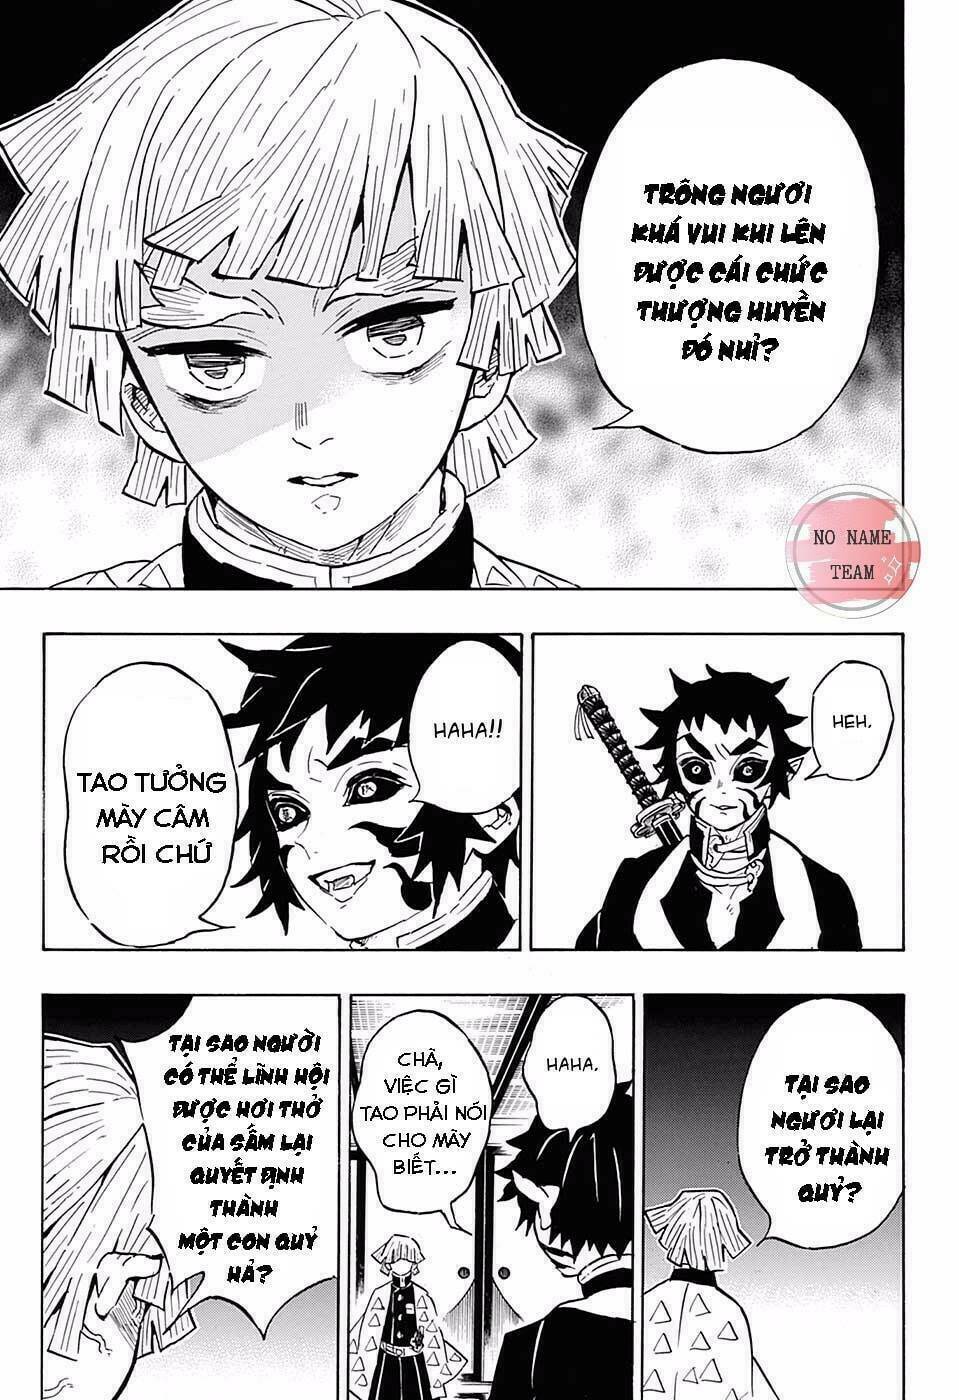 TRÔNG NGƯƠI
KHÁ VUI KHI LÊN
ĐƯỢC CÁI CHỨC
THƯỢNG HUYỀN
ĐÓ NHỈ?
NO NAME
TEAM
HEH.
HAHA!!
TAO TƯỞNG
MÀY CÂM
RỒI CHỨ
TẠI SAO
NGƯƠI LẠI
TRỞ THÀNH
QUỶ?
HAHA.
CHÀ,
VIỆC GÌ
TAO PHẢI NÓI
CHO MÀY
BIẾT...
TẠI SAO NGƯỜI
CÓ THỂ LĨNH HỘI
ĐƯỢC HƠI THỞ
CỦA SẤM LẠI
QUYẾT ĐỊNH
THÀNH
MỘT CON QUỶ
HẢ?